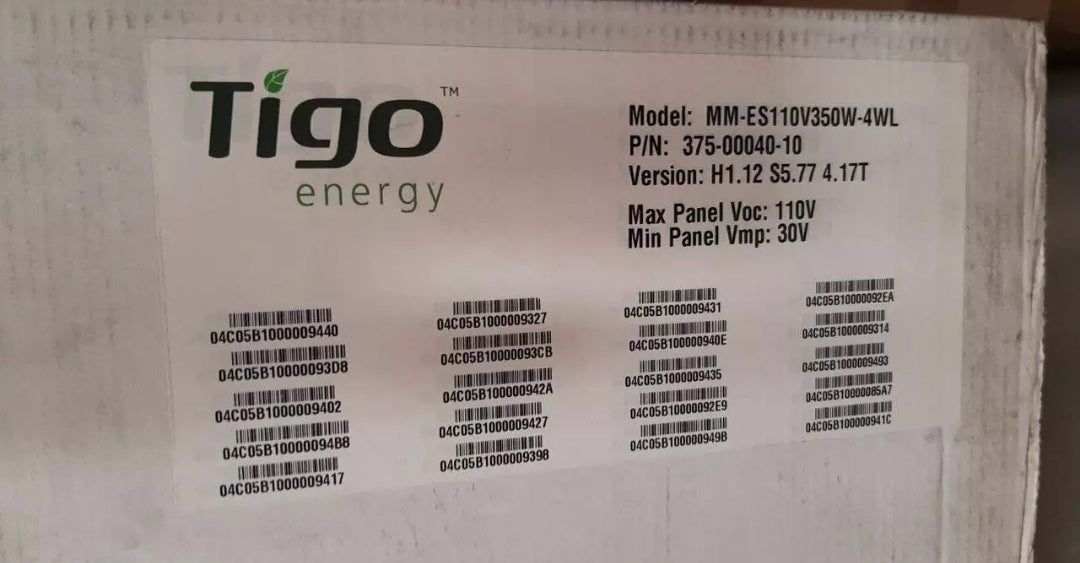 Tigo™
energy
Model: MM-ES110V350W-4WL
P/N: 375-00040-10
Version: H1.12 S5.77 4.17T
Max Panel Voc: 110V
Min Panel Vmp: 30V
04C05B1000009440
04C05B10000093D8
04C05B1000009402
04C05B10000094B8
04C05B1000009417
04C05B1000009327
04C05B10000093CB
04C05B100000942A
04C05B1000009427
04C05B1000009398
04C05B1000009431
04C05B100000940E
04C05B1000009435
04C05B10000092E9
04C05B100000949B
04C05B10000092EA
04C05B1000009314
04C05B1000009493
04C05B10000085A7
04C05B100000941C